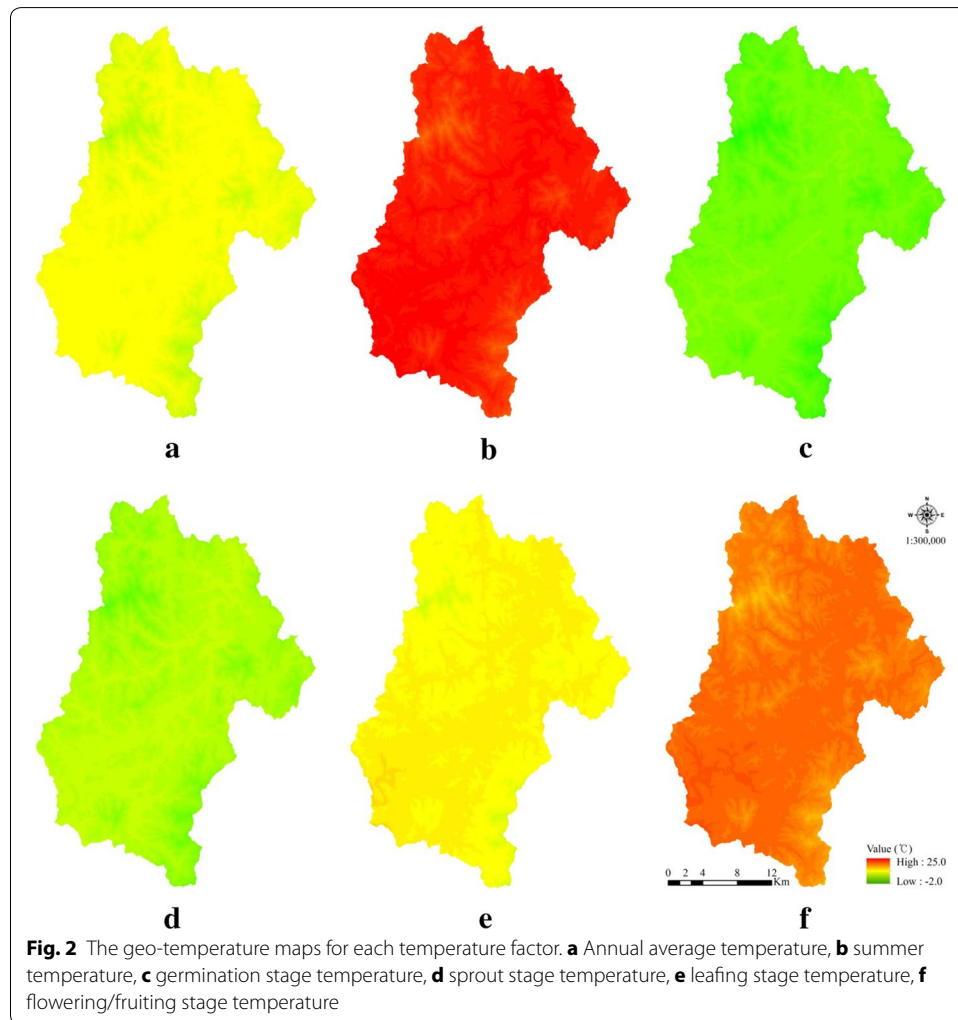 a
b
c
N
W E
S
1:300,000
Value (℃)
High : 25.0
Low : -2.0
0 2 4 8 12
Km
d
e
f
Fig. 2 The geo-temperature maps for each temperature factor. a Annual average temperature, b summer
temperature, c germination stage temperature, d sprout stage temperature, e leafing stage temperature, f
flowering/fruiting stage temperature